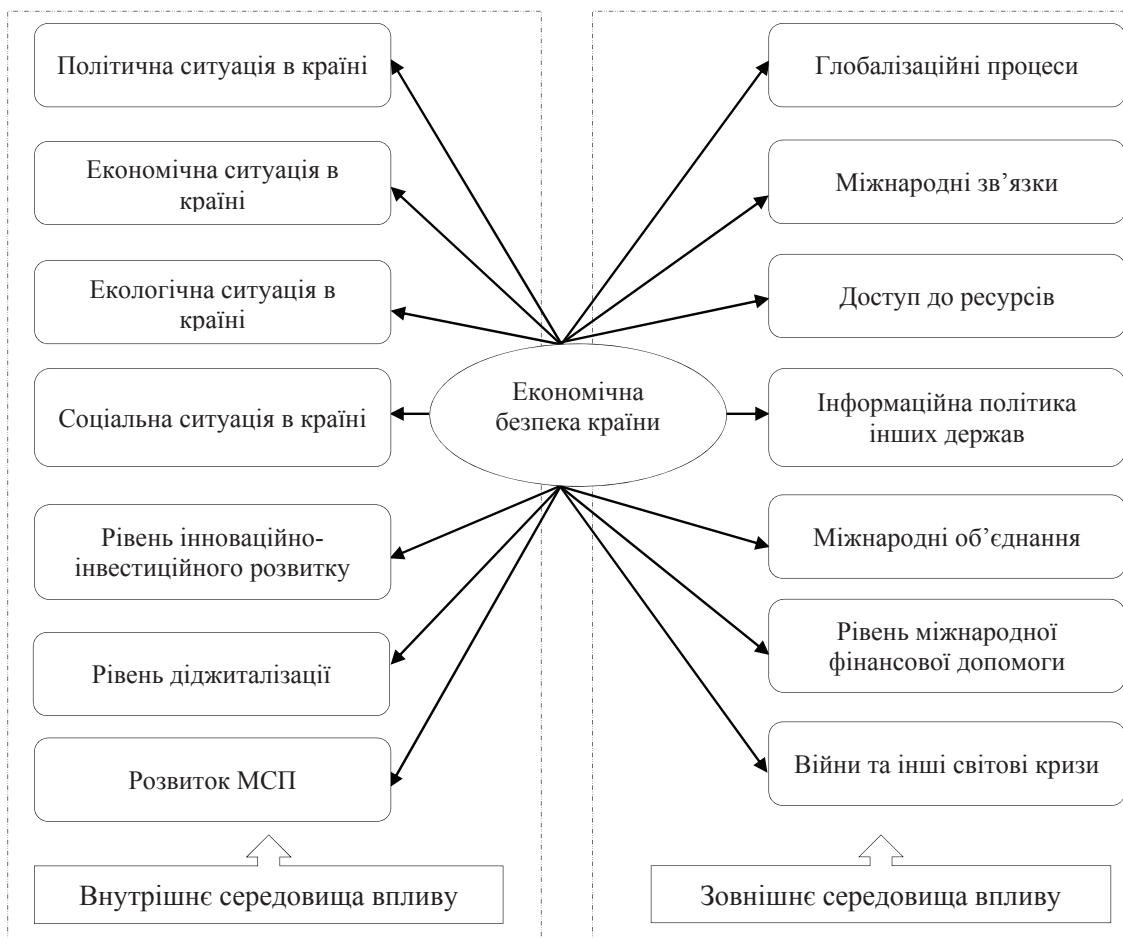 Політична ситуація в країні
Економічна ситуація в
країні
Екологічна ситуація в
країні
Соціальна ситуація в країні
Рівень інноваційно-
інвестиційного розвитку
Рівень діджиталізації
Розвиток МСП
Внутрішнє середовища впливу
Економічна
безпека країни
Глобалізаційні процеси
Міжнародні зв’язки
Доступ до ресурсів
Інформаційна політика
інших держав
Міжнародні об’єднання
Рівень міжнародної
фінансової допомоги
Війни та інші світові кризи
Зовнішнє середовища впливу